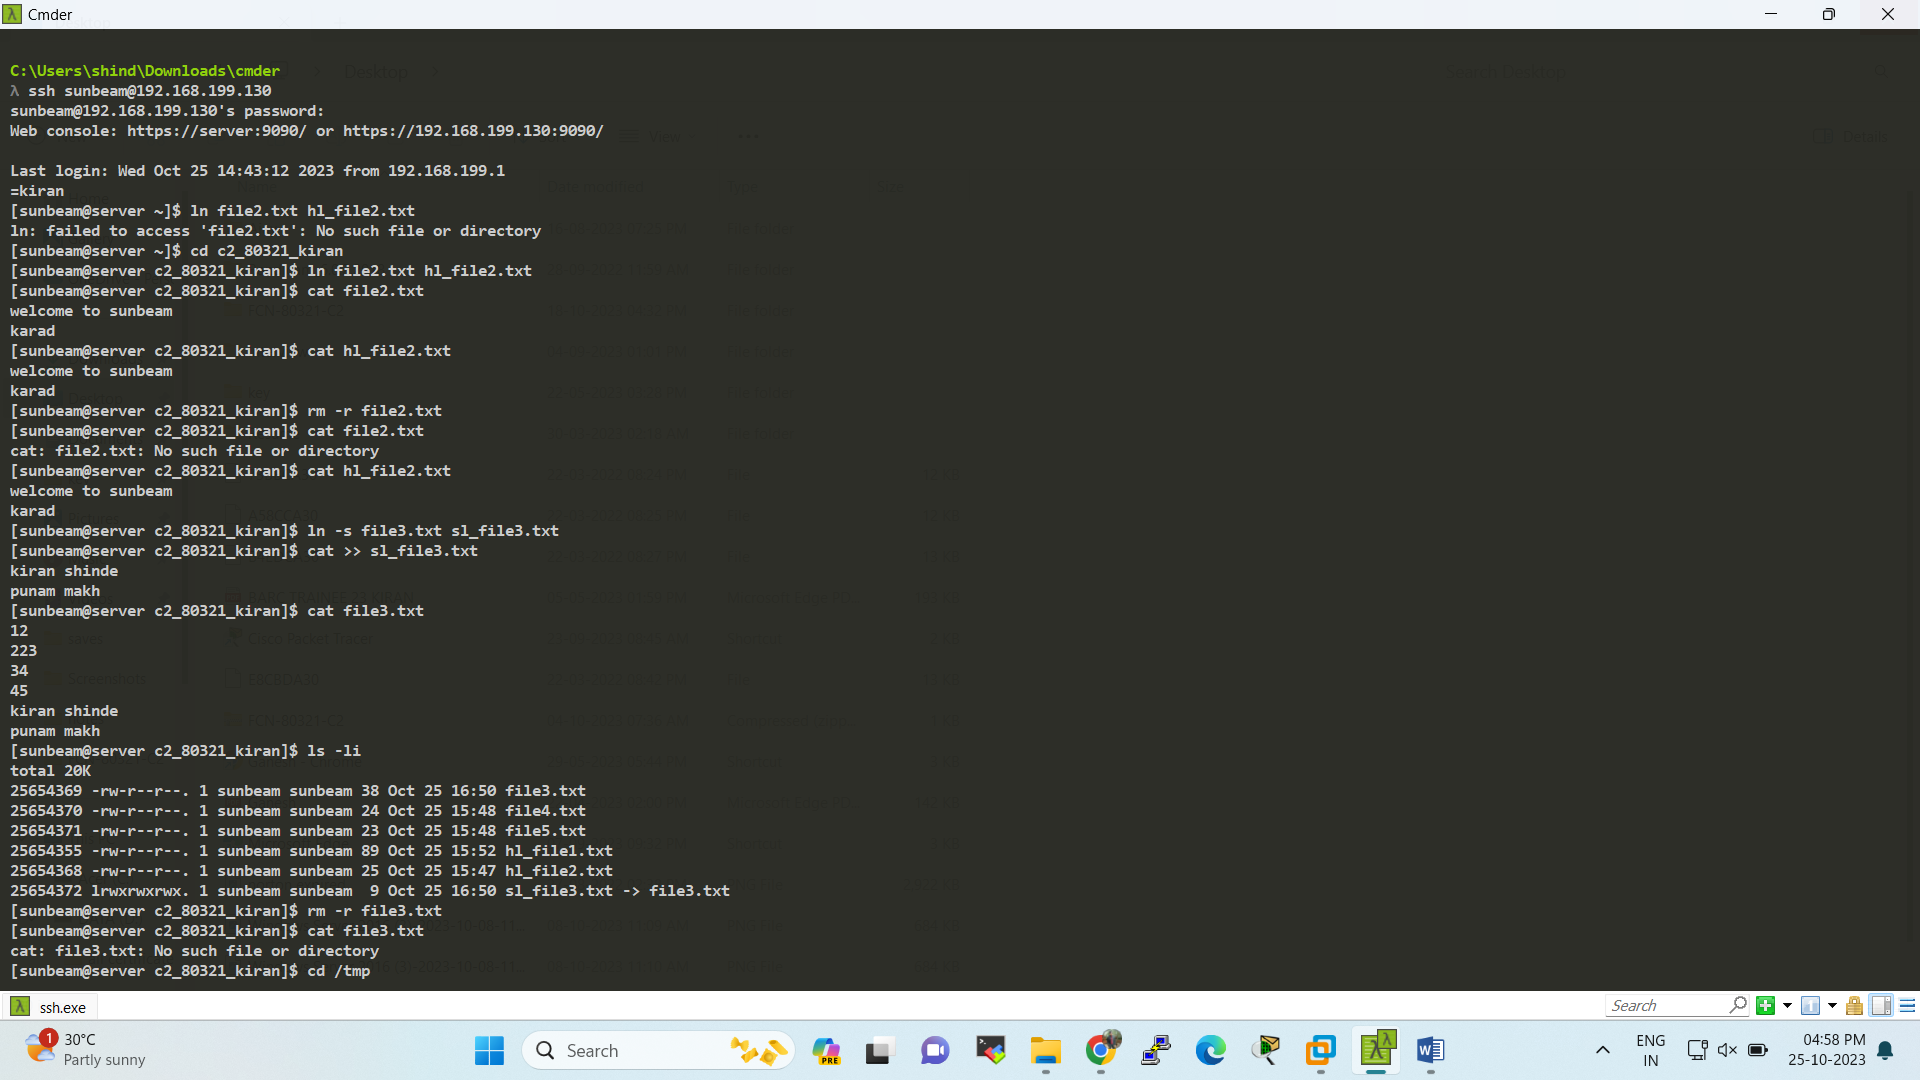 Cmder
C:\Users\shind\Downloads\cmder
λ ssh sunbeam@192.168.199.130
sunbeam@192.168.199.130's password:
Web console: https://server:9090/ or https://192.168.199.130:9090/
Last login: Wed Oct 25 14:43:12 2023 from 192.168.199.1
=kiran
[sunbeam@server ~]$ ln file2.txt hl_file2.txt
ln: failed to access 'file2.txt': No such file or directory
[sunbeam@server ~]$ cd c2_80321_kiran
[sunbeam@server c2_80321_kiran]$ ln file2.txt hl_file2.txt
[sunbeam@server c2_80321_kiran]$ cat file2.txt
welcome to sunbeam
karad
[sunbeam@server c2_80321_kiran]$ cat hl_file2.txt
welcome to sunbeam
karad
[sunbeam@server c2_80321_kiran]$ rm -r file2.txt
[sunbeam@server c2_80321_kiran]$ cat file2.txt
cat: file2.txt: No such file or directory
[sunbeam@server c2_80321_kiran]$ cat hl_file2.txt
welcome to sunbeam
karad
[sunbeam@server c2_80321_kiran]$ ln -s file3.txt sl_file3.txt
[sunbeam@server c2_80321_kiran]$ cat >> sl_file3.txt
kiran shinde
punam makh
[sunbeam@server c2_80321_kiran]$ cat file3.txt
12
223
34
45
kiran shinde
punam makh
[sunbeam@server c2_80321_kiran]$ ls -li
total 20K
25654369 -rw-r--r--. 1 sunbeam sunbeam 38 Oct 25 16:50 file3.txt
25654370 -rw-r--r--. 1 sunbeam sunbeam 24 Oct 25 15:48 file4.txt
25654371 -rw-r--r--. 1 sunbeam sunbeam 23 Oct 25 15:48 file5.txt
25654355 -rw-r--r--. 1 sunbeam sunbeam 89 Oct 25 15:52 hl_file1.txt
25654368 -rw-r--r--. 1 sunbeam sunbeam 25 Oct 25 15:47 hl_file2.txt
25654372 lrwxrwxrwx. 1 sunbeam sunbeam  9 Oct 25 16:50 sl_file3.txt -> file3.txt
[sunbeam@server c2_80321_kiran]$ rm -r file3.txt
[sunbeam@server c2_80321_kiran]$ cat file3.txt
cat: file3.txt: No such file or directory
[sunbeam@server c2_80321_kiran]$ cd /tmp
ssh.exe
Search
1
30°C
Partly sunny
Search
PRE
ENG
IN
04:58 PM
25-10-2023